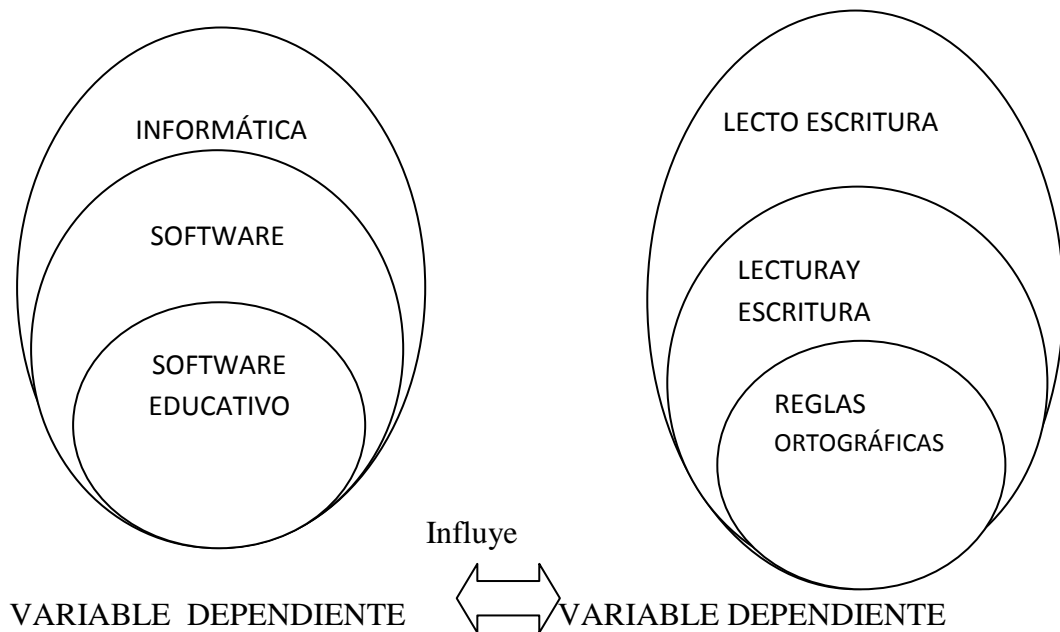 INFORMÁTICA
SOFTWARE
SOFTWARE
EDUCATIVO
LECTO ESCRITURA
LECTURAY
ESCRITURA
REGLAS
ORTOGRÁFICAS
Influye
VARIABLE DEPENDIENTE
VARIABLE DEPENDIENTE